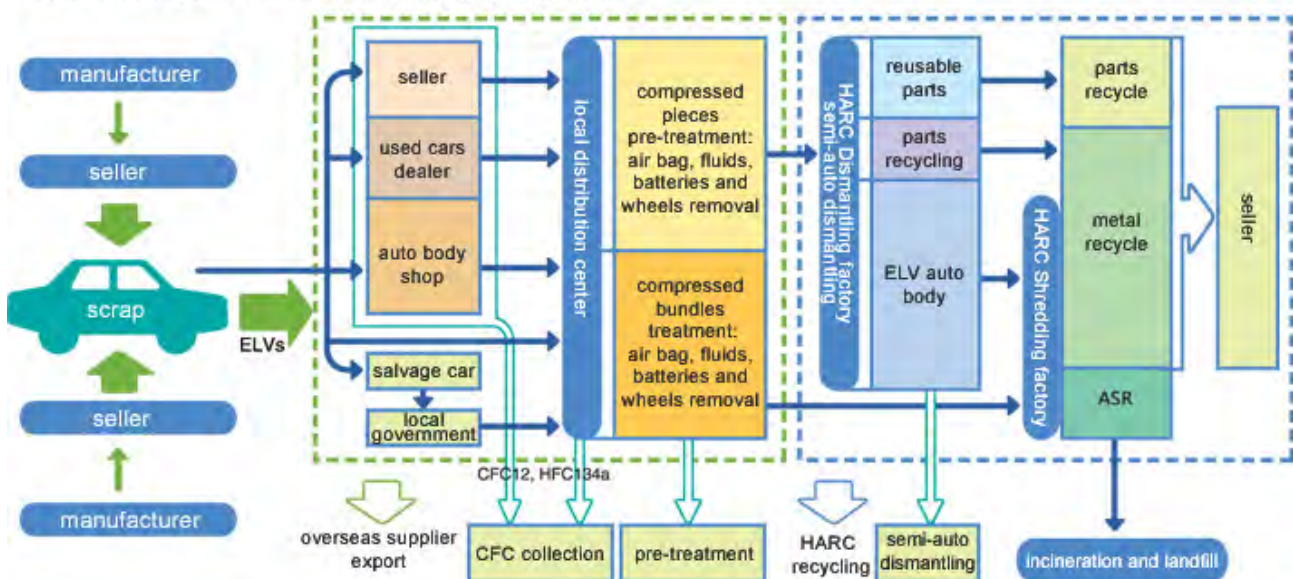 manufacturer
seller
scrap
seller
manufacturer
ELVs
seller
used cars
dealer
auto body
shop
salvage car
local
government
local distribution center
compressed
pieces
pre-treatment:
air bag, fluids,
batteries and
wheels removal
compressed
bundles
treatment:
air bag, fluids,
batteries and
wheels removal
CFC12, HFC134a
overseas supplier
export
CFC collection
pre-treatment
HARC Dismantling factory
semi-auto dismantling
reusable
parts
parts
recycling
ELV auto
body
HARC Shredding factory
parts
recycle
metal
recycle
ASR
seller
HARC
recycling
semi-auto
dismantling
incineration and landfill